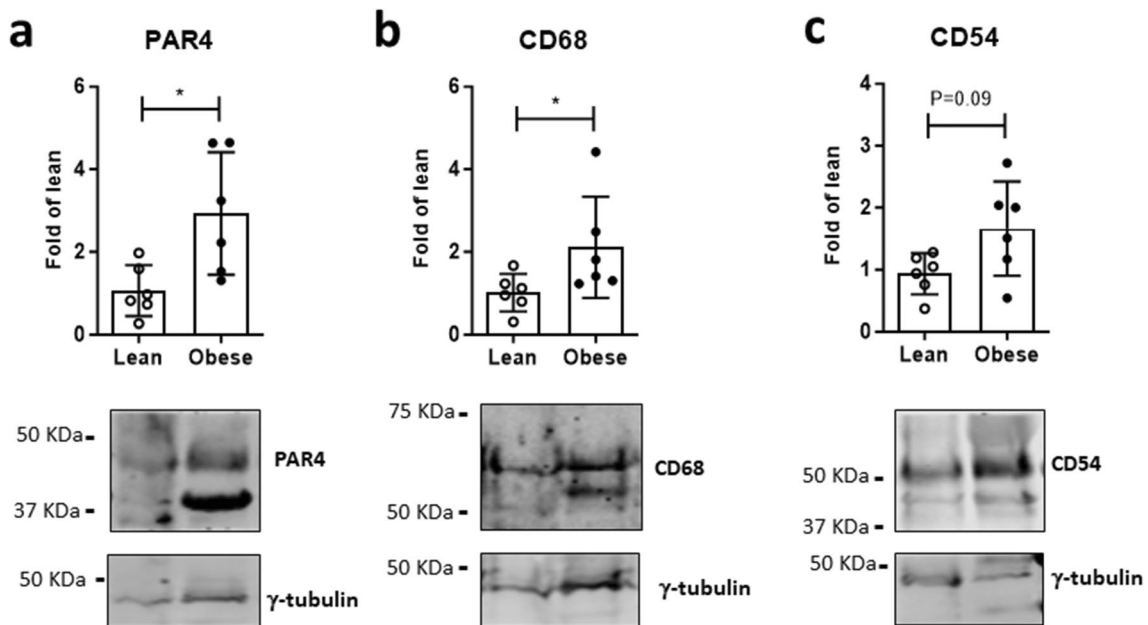 a
PAR4
6
4
2
0
Fold of lean
*
Lean
Obese
50 KDa
37 KDa
PAR4
50 KDa
γ-tubulin
b
CD68
6
4
2
0
Fold of lean
*
Lean
Obese
75 KDa
50 KDa
CD68
50 KDa
γ-tubulin
c
CD54
4
3
2
1
0
Fold of lean
P=0.09
Lean
Obese
50 KDa
37 KDa
CD54
50 KDa
γ-tubulin